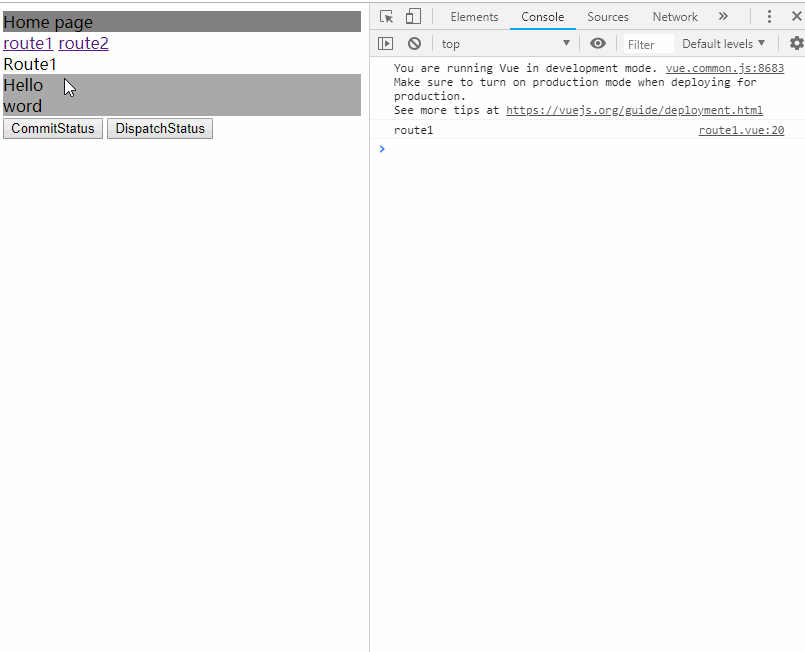 Home page
route1 route2
Route1
Hello
word
CommitStatus DispatchStatus
Elements Console Sources Network »
top Filter Default levels
You are running Vue in development mode. vue.common.js:8683
Make sure to turn on production mode when deploying for
production.
See more tips at https://vuejs.org/guide/deployment.html
route1 route1.vue:20